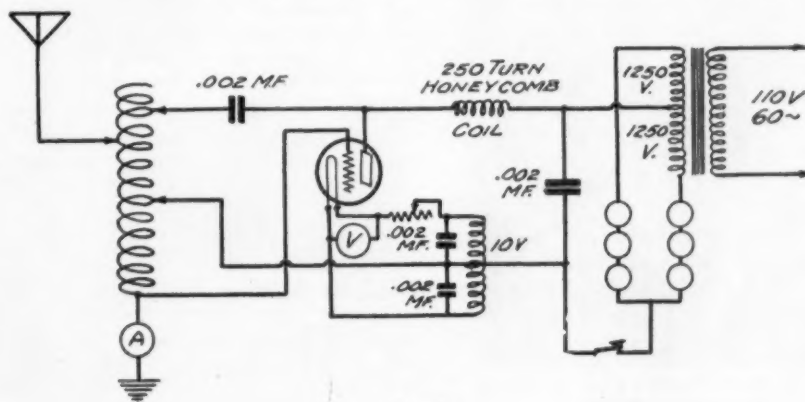 .002 MF.
250 TURN
HONEYCOMB
COIL
1250
V.
1250
V.
110V
60~
.002
MF.
V
.002
MF.
10V
.002
MF.
A